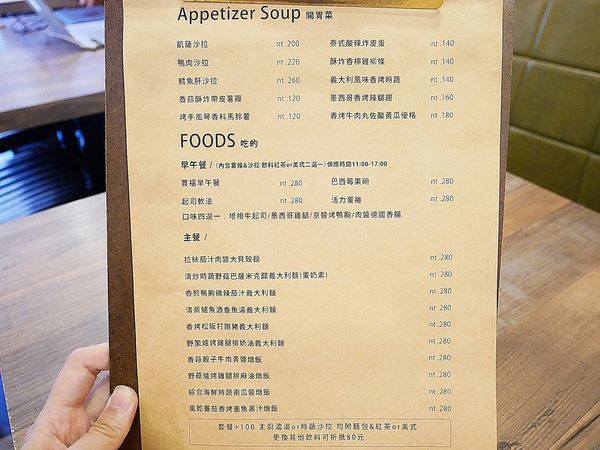 Appetizer Soup 開胃菜
凱薩沙拉 nt .200 泰式酸辣炸皮蛋 nt .140
鴨肉沙拉 nt .220 酥炸香檸雞柳條 nt .140
鱈魚肝沙拉 nt .260 義大利風味香烤時蔬 nt .140
香蒜酥炸帶皮薯瓣 nt .120 墨西哥香烤辣腿翅 nt .160
烤手風琴香料馬鈴薯 nt .120 香烤牛肉丸佐酸黃瓜優格 nt .180
FOODS 吃的
早午餐 / (內含薯條&沙拉 飲料紅茶or美式二選一) 供應時間11:00-17:00
賈福早午餐 nt .280 巴西莓果碗 nt .280
起司軟法 nt .280 活力蛋捲 nt .280
口味四選一: 培根牛起司/墨西哥雞腿/京醬烤鴨胸/肉醬德國香腸
主餐 /
拉絲茄汁肉醬大貝殼麵 nt .280
清炒時蔬野菇巴薩米克醋義大利麵(蛋奶素) nt .280
香煎鴨胸微辣茄汁義大利麵 nt .280
清蒸鱸魚酒香魚湯義大利麵 nt .280
香烤松阪打拋豬義大利麵 nt .280
野菌爐烤雞腿排奶油義大利麵 nt .280
香蒜骰子牛肉青醬燉飯 nt .280
野菇爐烤雞腿排麻油燉飯 nt .280
綜合海鮮時蔬南瓜醬燉飯 nt .280
風乾蕃茄香烤墨魚黑汁燉飯 nt .280
套餐+100 主廚濃湯or時蔬沙拉 均附麵包&紅茶or美式
更換其他飲料可折抵80元